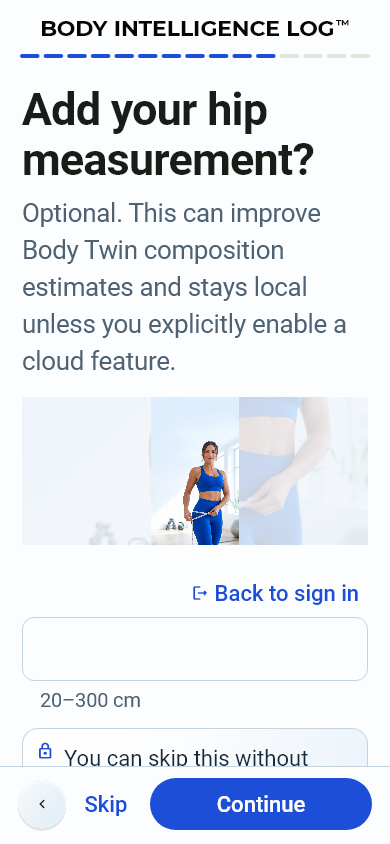 BODY INTELLIGENCE LOG™
Add your hip
measurement?
Optional. This can improve
Body Twin composition
estimates and stays local
unless you explicitly enable a
cloud feature.
Back to sign in
20–300 cm
You can skip this without
Skip
Continue